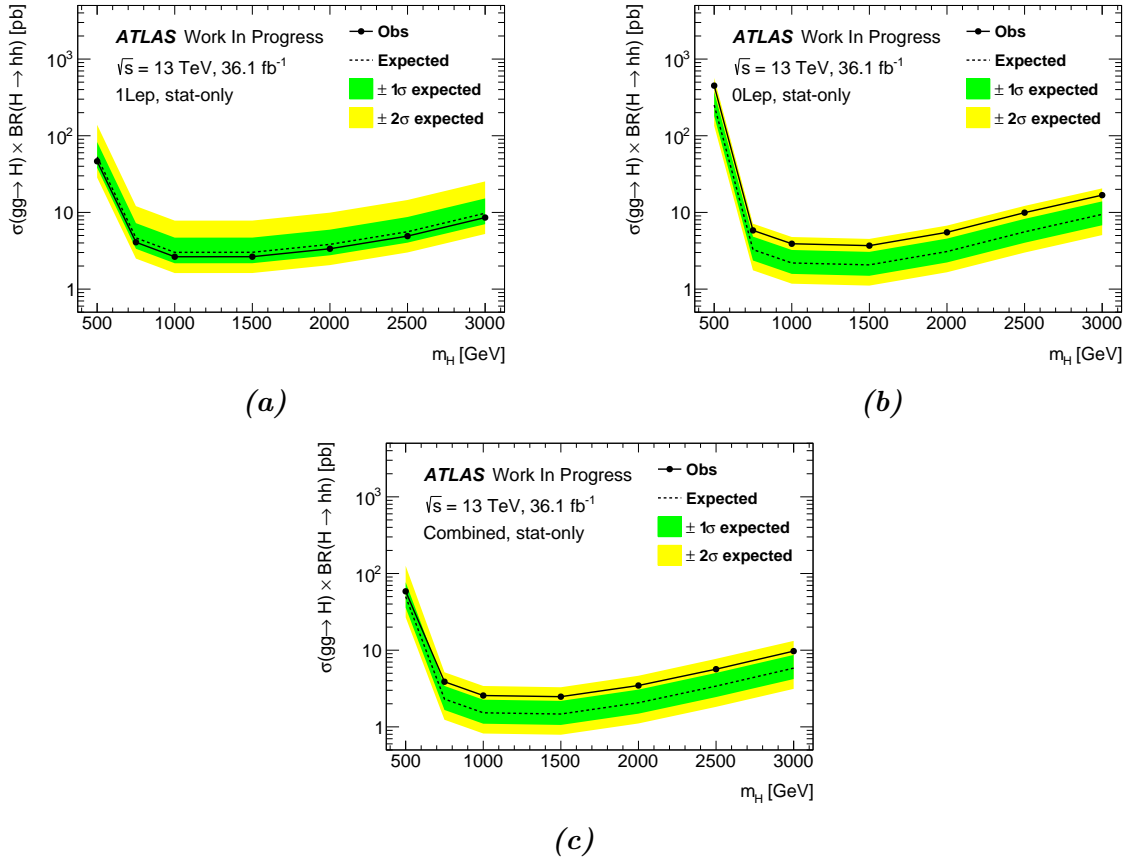 σ(gg→ H) × BR(H → hh) [pb]
10³
10²
10
1
ATLAS Work In Progress
√s = 13 TeV, 36.1 fb⁻¹
1Lep, stat-only
Obs
Expected
± 1σ expected
± 2σ expected
500 1000 1500 2000 2500 3000
m_H [GeV]
(a)
σ(gg→ H) × BR(H → hh) [pb]
10³
10²
10
1
ATLAS Work In Progress
√s = 13 TeV, 36.1 fb⁻¹
0Lep, stat-only
Obs
Expected
± 1σ expected
± 2σ expected
500 1000 1500 2000 2500 3000
m_H [GeV]
(b)
σ(gg→ H) × BR(H → hh) [pb]
10³
10²
10
1
ATLAS Work In Progress
√s = 13 TeV, 36.1 fb⁻¹
Combined, stat-only
Obs
Expected
± 1σ expected
± 2σ expected
500 1000 1500 2000 2500 3000
m_H [GeV]
(c)